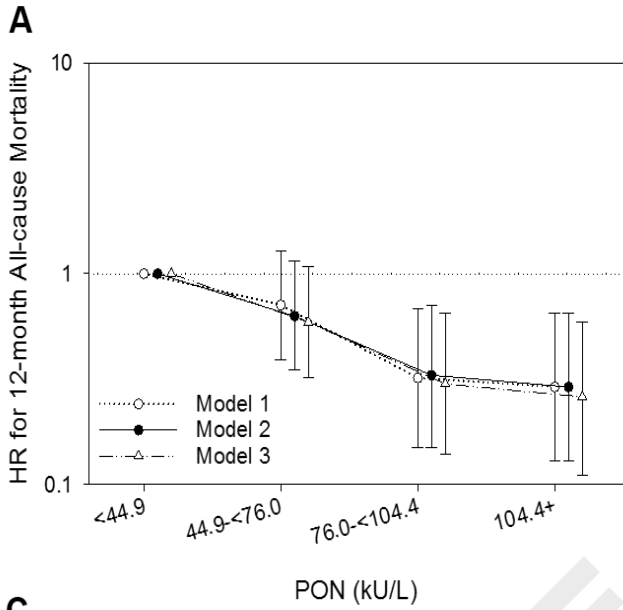 A
HR for 12-month All-cause Mortality
10
1
0.1
Model 1
Model 2
Model 3
<44.9
44.9-<76.0
76.0-<104.4
104.4+
PON (kU/L)
C